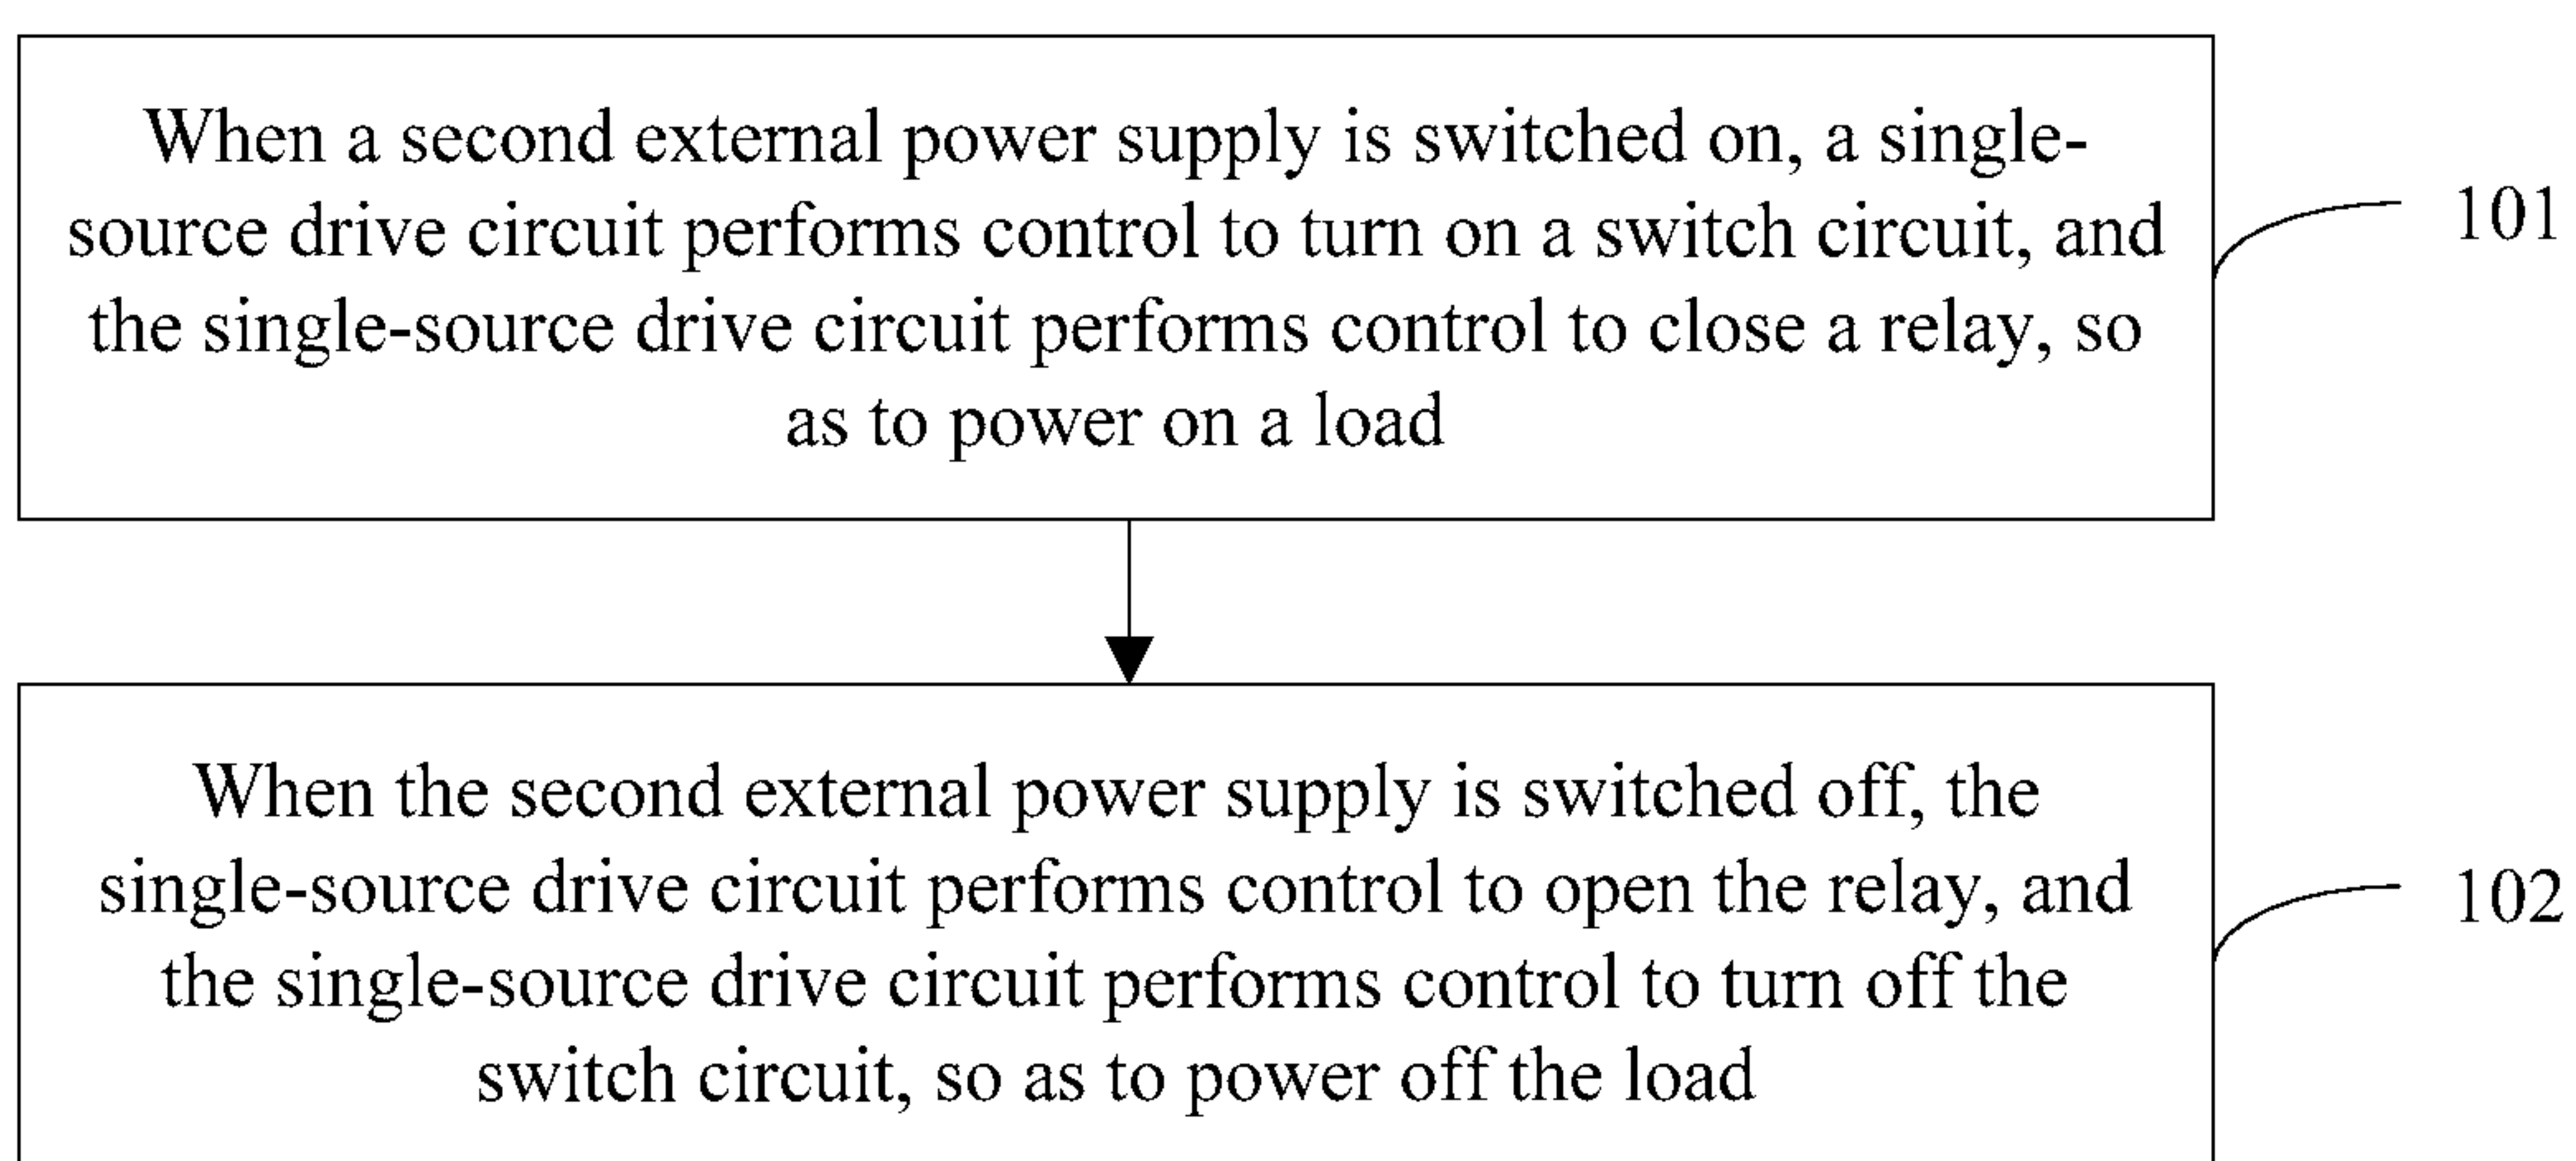 When a second external power supply is switched on, a single-
source drive circuit performs control to turn on a switch circuit, and
the single-source drive circuit performs control to close a relay, so
as to power on a load
101
When the second external power supply is switched off, the
single-source drive circuit performs control to open the relay, and
the single-source drive circuit performs control to turn off the
switch circuit, so as to power off the load
102